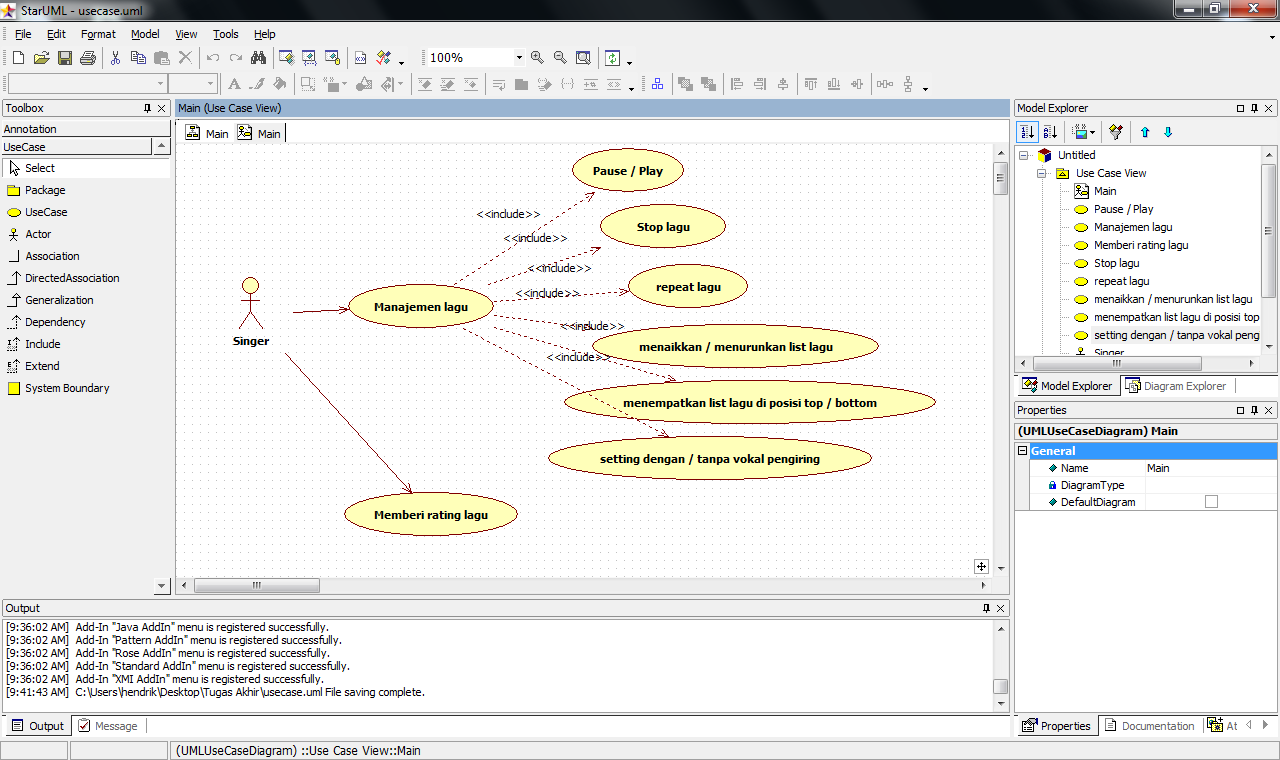 StarUML - usecase.uml
File Edit Format Model View Tools Help
100%
Toolbox
Annotation
UseCase
Select
Package
UseCase
Actor
Association
DirectedAssociation
Generalization
Dependency
Include
Extend
System Boundary
Main (Use Case View)
Main Main
Pause / Play
<<include>>
Stop lagu
<<include>>
<<include>>
repeat lagu
<<include>>
Manajemen lagu
Singer
<<include>>
menaikkan / menurunkan list lagu
<<include>>
menempatkan list lagu di posisi top / bottom
setting dengan / tanpa vokal pengiring
Memberi rating lagu
Model Explorer
Untitled
Use Case View
Main
Pause / Play
Manajemen lagu
Memberi rating lagu
Stop lagu
repeat lagu
menaikkan / menurunkan list lagu
menempatkan list lagu di posisi top
setting dengan / tanpa vokal peng
Singer
Model Explorer Diagram Explorer
Properties
(UMLUseCaseDiagram) Main
General
Name Main
DiagramType
DefaultDiagram
Properties Documentation At
Output
[9:36:02 AM] Add-In "Java AddIn" menu is registered successfully.
[9:36:02 AM] Add-In "Pattern AddIn" menu is registered successfully.
[9:36:02 AM] Add-In "Rose AddIn" menu is registered successfully.
[9:36:02 AM] Add-In "Standard AddIn" menu is registered successfully.
[9:36:02 AM] Add-In "XMI AddIn" menu is registered successfully.
[9:41:43 AM] C:\Users\hendrik\Desktop\Tugas Akhir\usecase.uml File saving complete.
Output Message
(UMLUseCaseDiagram) ::Use Case View::Main